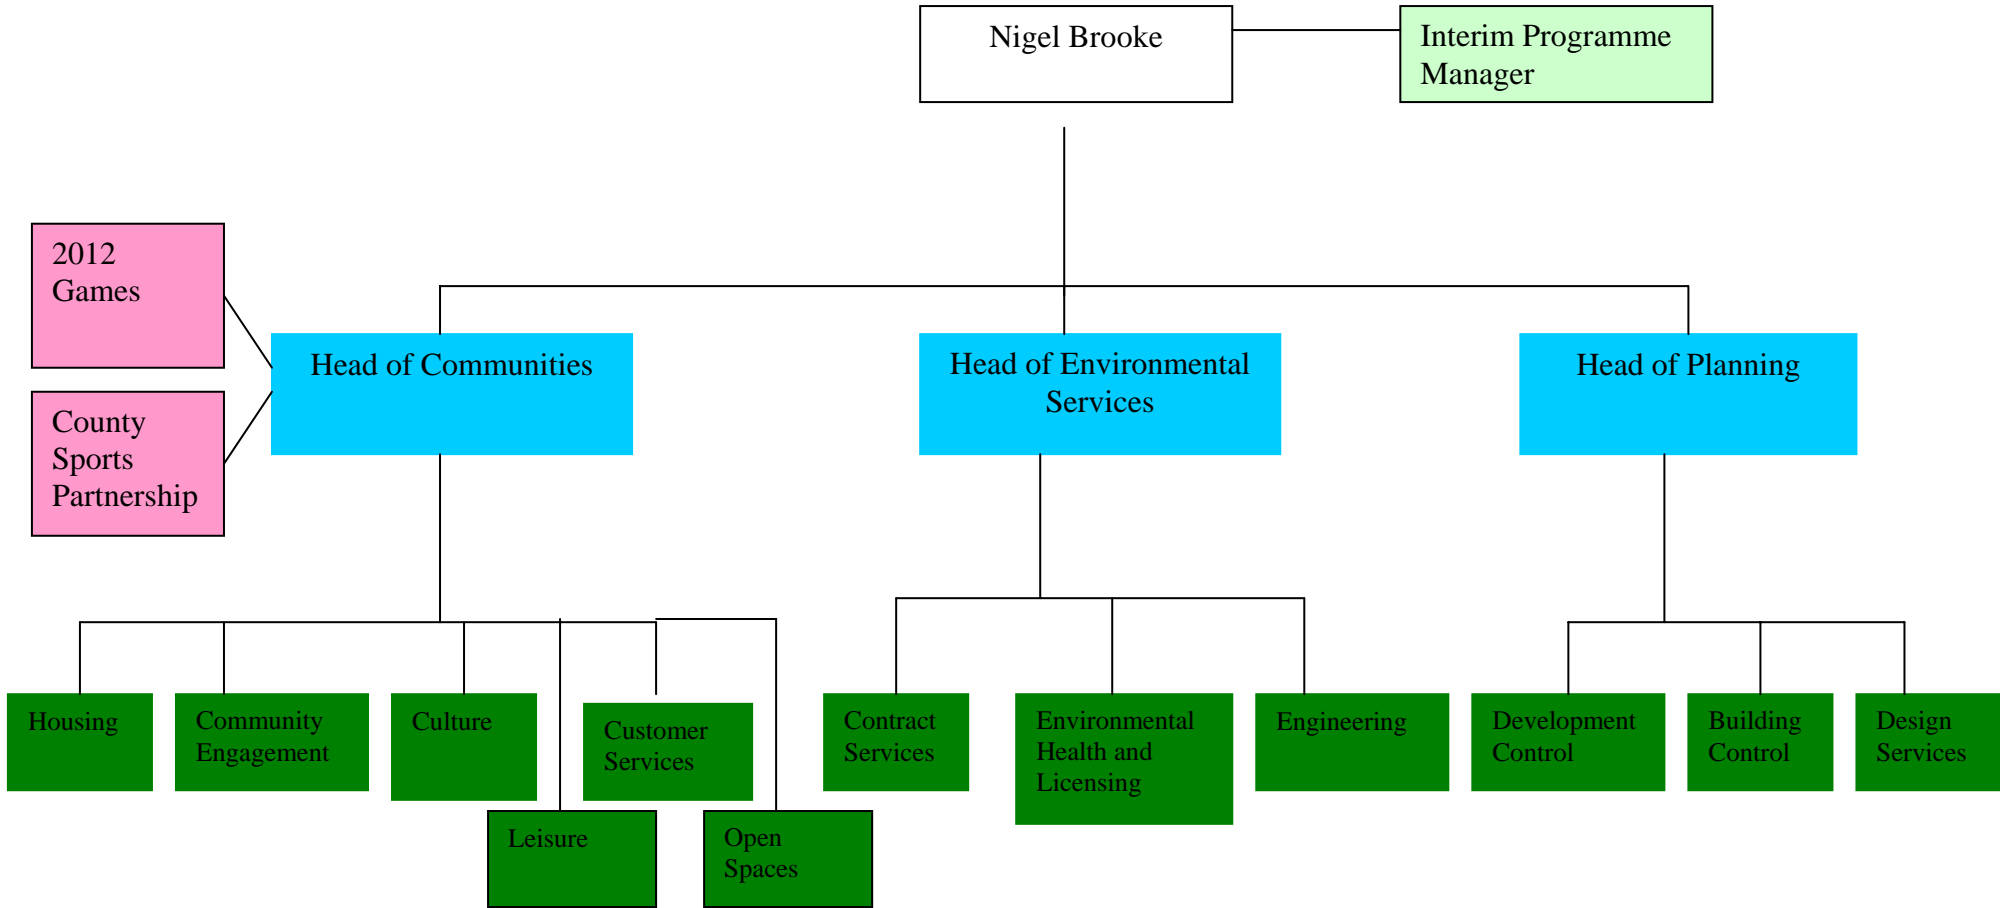 Nigel Brooke
Interim Programme
Manager
2012
Games
County
Sports
Partnership
Head of Communities
Head of Environmental
Services
Head of Planning
Housing
Community
Engagement
Culture
Customer
Services
Leisure
Open
Spaces
Contract
Services
Environmental
Health and
Licensing
Engineering
Development
Control
Building
Control
Design
Services